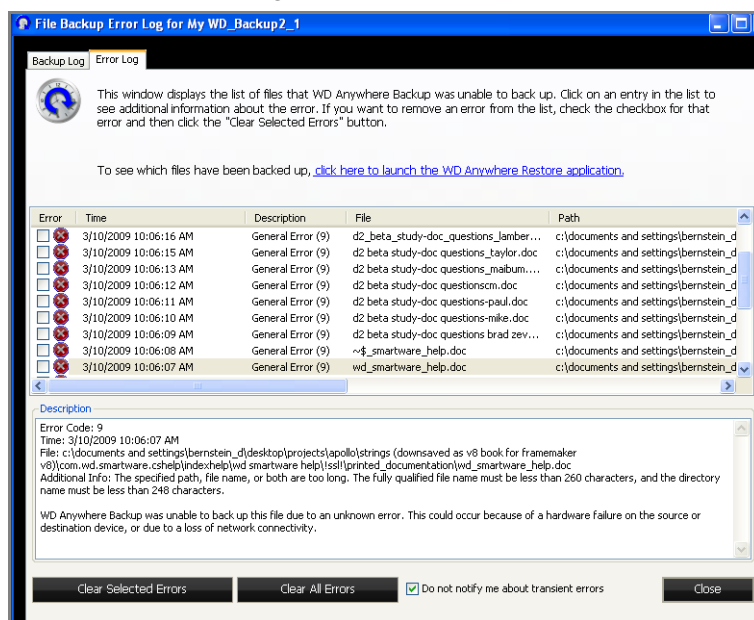 File Backup Error Log for My WD_Backup2_1
Backup Log
Error Log
This window displays the list of files that WD Anywhere Backup was unable to back up. Click on an entry in the list to
see additional information about the error. If you want to remove an error from the list, check the checkbox for that
error and then click the "Clear Selected Errors" button.
To see which files have been backed up, click here to launch the WD Anywhere Restore application.
Error Time Description File Path
3/10/2009 10:06:16 AM General Error (9) d2_beta_study-doc_questions_lamber... c:\documents and settings\bernstein_d
3/10/2009 10:06:15 AM General Error (9) d2 beta study-doc questions_taylor.doc c:\documents and settings\bernstein_d
3/10/2009 10:06:13 AM General Error (9) d2 beta study-doc questions_maibum.... c:\documents and settings\bernstein_d
3/10/2009 10:06:12 AM General Error (9) d2 beta study-doc questionscm.doc c:\documents and settings\bernstein_d
3/10/2009 10:06:11 AM General Error (9) d2 beta study-doc questions-paul.doc c:\documents and settings\bernstein_d
3/10/2009 10:06:10 AM General Error (9) d2 beta study-doc questions-mike.doc c:\documents and settings\bernstein_d
3/10/2009 10:06:09 AM General Error (9) d2 beta study-doc questions brad zev... c:\documents and settings\bernstein_d
3/10/2009 10:06:08 AM General Error (9) ~$_smartware_help.doc c:\documents and settings\bernstein_d
3/10/2009 10:06:07 AM General Error (9) wd_smartware_help.doc c:\documents and settings\bernstein_d
Description
Error Code: 9
Time: 3/10/2009 10:06:07 AM
File: c:\documents and settings\bernstein_d\desktop\projects\apollo\strings (downsaved as v8 book for framemaker
v8)\com.wd.smartware.cshelp\indexhelp\wd smartware help\!ssl!\printed_documentation\wd_smartware_help.doc
Additional Info: The specified path, file name, or both are too long. The fully qualified file name must be less than 260 characters, and the directory
name must be less than 248 characters.
WD Anywhere Backup was unable to back up this file due to an unknown error. This could occur because of a hardware failure on the source or
destination device, or due to a loss of network connectivity.
Clear Selected Errors
Clear All Errors
Do not notify me about transient errors
Close